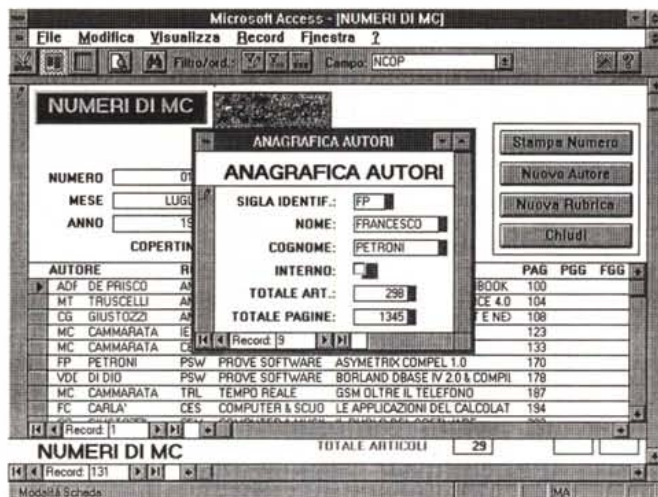 Microsoft Access - [NUMERI DI MC]
File Modifica Visualizza Record Finestra ?
Filtro/ord.: Campo: NCOP
NUMERI DI MC
ANAGRAFICA AUTORI
ANAGRAFICA AUTORI
SIGLA IDENTIF.: FP
NOME: FRANCESCO
COGNOME: PETRONI
INTERNO:
TOTALE ART.: 298
TOTALE PAGINE: 1345
Record: 9
Stampa Numero
Nuovo Autore
Nuova Rubrica
Chiudi
NUMERO
MESE
ANNO
AUTORE PAG PGG FGG
ADF DE PRISCO 100
MT TRUSCELLI CE 4.0 104
CG GIUSTOZZI 108
MC CAMMARATA 123
MC CAMMARATA 133
FP PETRONI PSW PROVE SOFTWARE ASYMETRIX COMPEL 1.0 170
VDD DI DIO PSW PROVE SOFTWARE BORLAND DBASE IV 2.0 & COMPIL 178
MC CAMMARATA TRL TEMPO REALE GSM OLTRE IL TELEFONO 187
FC CARLA' CES COMPUTER & SCUO LE APPLICAZIONI DEL CALCOLAT 194
Record: 1
NUMERI DI MC TOTALE ARTICOLI 29
Record: 131
Modalità Scheda MA